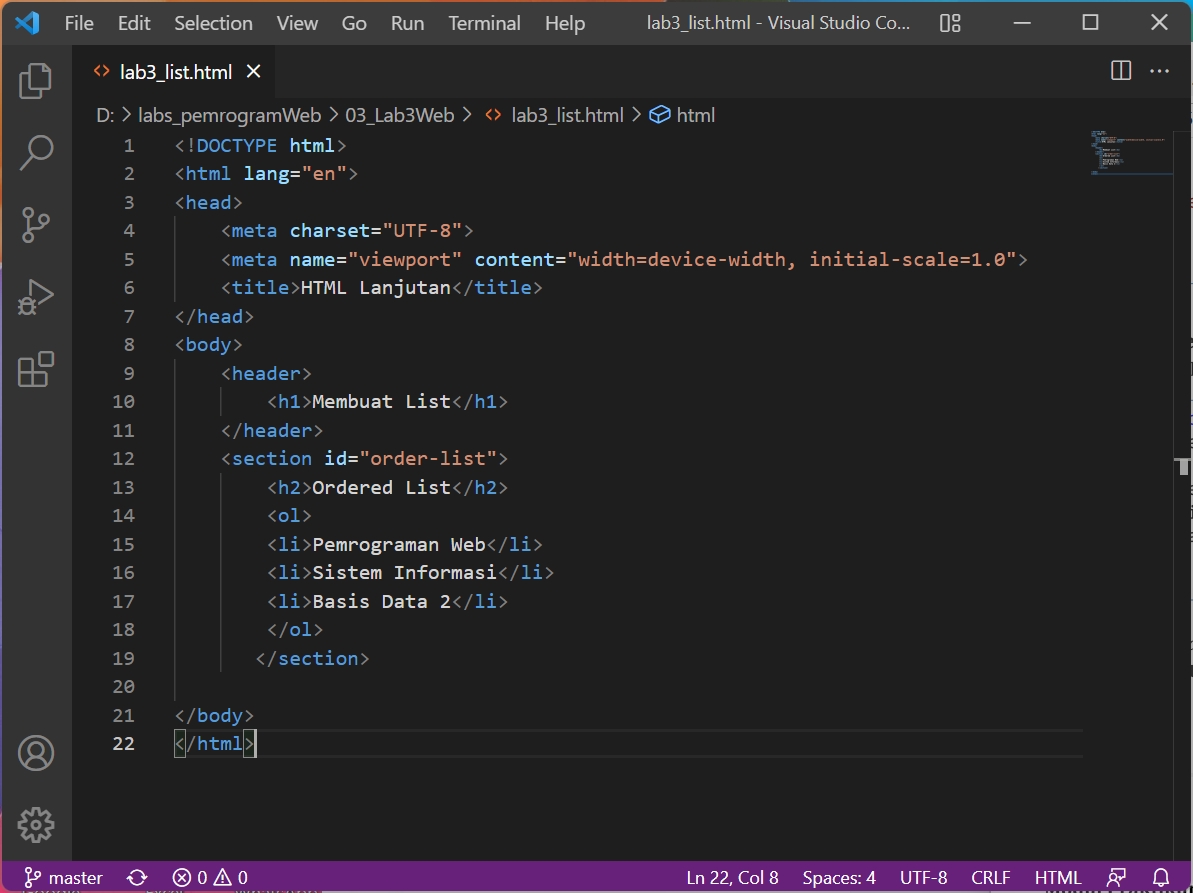 File Edit Selection View Go Run Terminal Help lab3_list.html - Visual Studio Co...
lab3_list.html
D: > labs_pemrogramWeb > 03_Lab3Web > lab3_list.html > html
1 <!DOCTYPE html>
2 <html lang="en">
3 <head>
4 <meta charset="UTF-8">
5 <meta name="viewport" content="width=device-width, initial-scale=1.0">
6 <title>HTML Lanjutan</title>
7 </head>
8 <body>
9 <header>
10 <h1>Membuat List</h1>
11 </header>
12 <section id="order-list">
13 <h2>Ordered List</h2>
14 <ol>
15 <li>Pemrograman Web</li>
16 <li>Sistem Informasi</li>
17 <li>Basis Data 2</li>
18 </ol>
19 </section>
20
21 </body>
22 </html>
master 0 0 Ln 22, Col 8 Spaces: 4 UTF-8 CRLF HTML